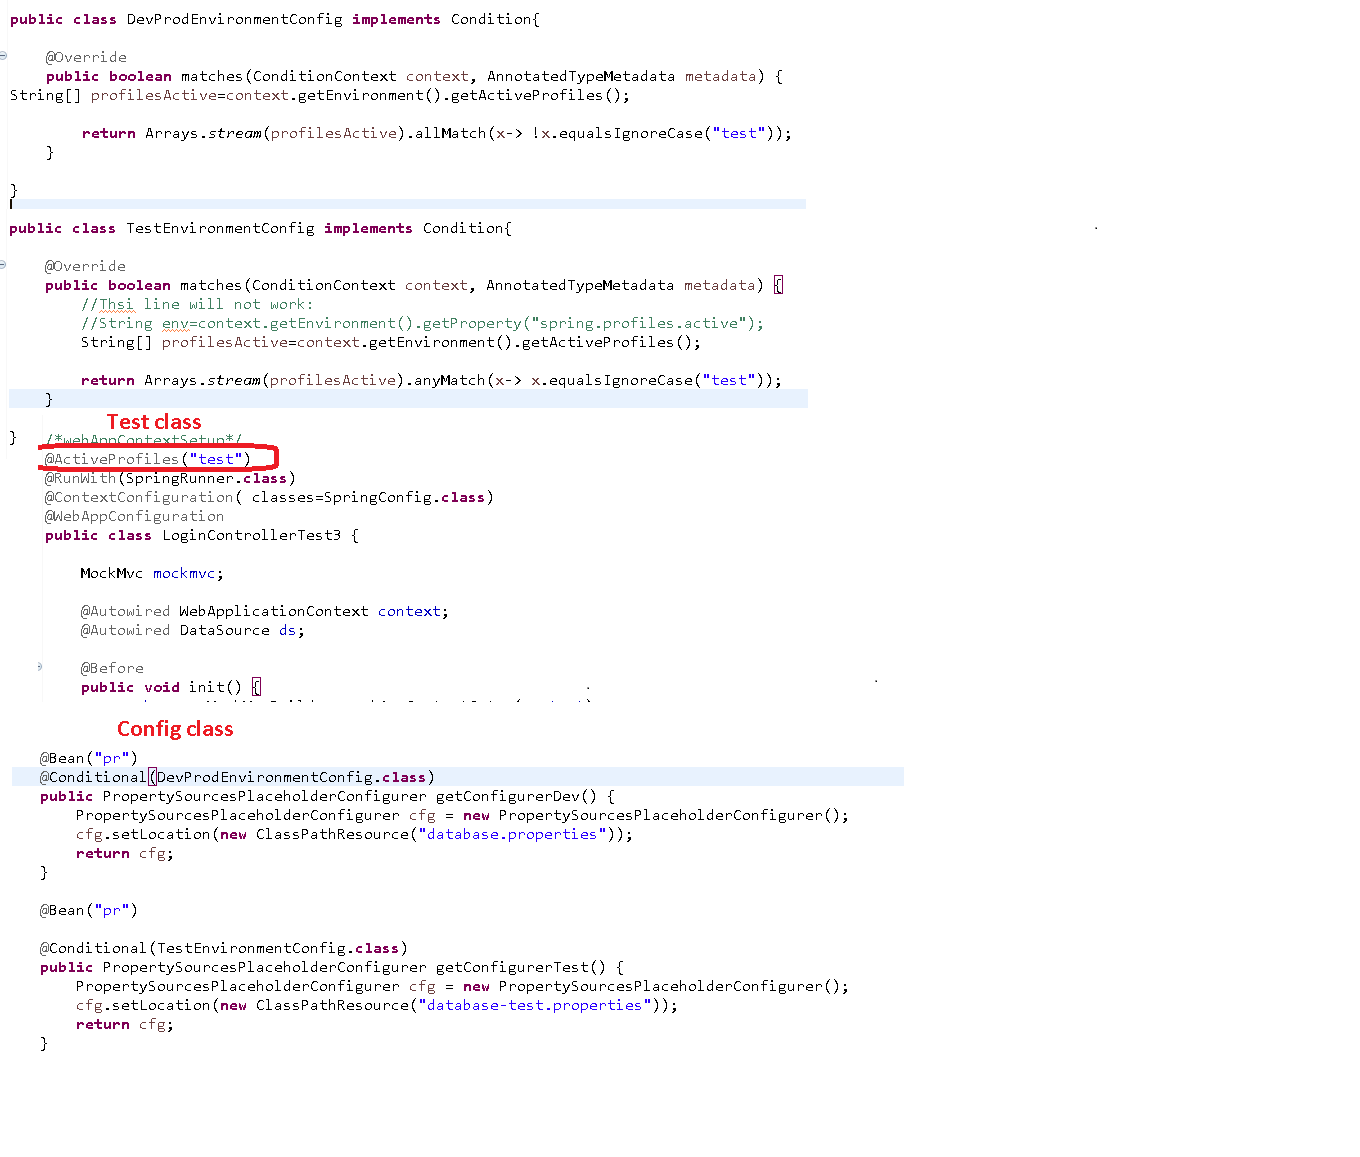 public class DevProdEnvironmentConfig implements Condition{
@Override
public boolean matches(ConditionContext context, AnnotatedTypeMetadata metadata) {
String[] profilesActive=context.getEnvironment().getActiveProfiles();
return Arrays.stream(profilesActive).allMatch(x-> !x.equalsIgnoreCase("test"));
}
}
public class TestEnvironmentConfig implements Condition{
@Override
public boolean matches(ConditionContext context, AnnotatedTypeMetadata metadata) {
//Thsi line will not work:
//String env=context.getEnvironment().getProperty("spring.profiles.active");
String[] profilesActive=context.getEnvironment().getActiveProfiles();
return Arrays.stream(profilesActive).anyMatch(x-> x.equalsIgnoreCase("test"));
}
Test class
} /*webAppContextSetup*/
@ActiveProfiles("test")
@RunWith(SpringRunner.class)
@ContextConfiguration( classes=SpringConfig.class)
@WebAppConfiguration
public class LoginControllerTest3 {
MockMvc mockmvc;
@Autowired WebApplicationContext context;
@Autowired DataSource ds;
@Before
public void init() {
Config class
@Bean("pr")
@Conditional(DevProdEnvironmentConfig.class)
public PropertySourcesPlaceholderConfigurer getConfigurerDev() {
PropertySourcesPlaceholderConfigurer cfg = new PropertySourcesPlaceholderConfigurer();
cfg.setLocation(new ClassPathResource("database.properties"));
return cfg;
}
@Bean("pr")
@Conditional(TestEnvironmentConfig.class)
public PropertySourcesPlaceholderConfigurer getConfigurerTest() {
PropertySourcesPlaceholderConfigurer cfg = new PropertySourcesPlaceholderConfigurer();
cfg.setLocation(new ClassPathResource("database-test.properties"));
return cfg;
}